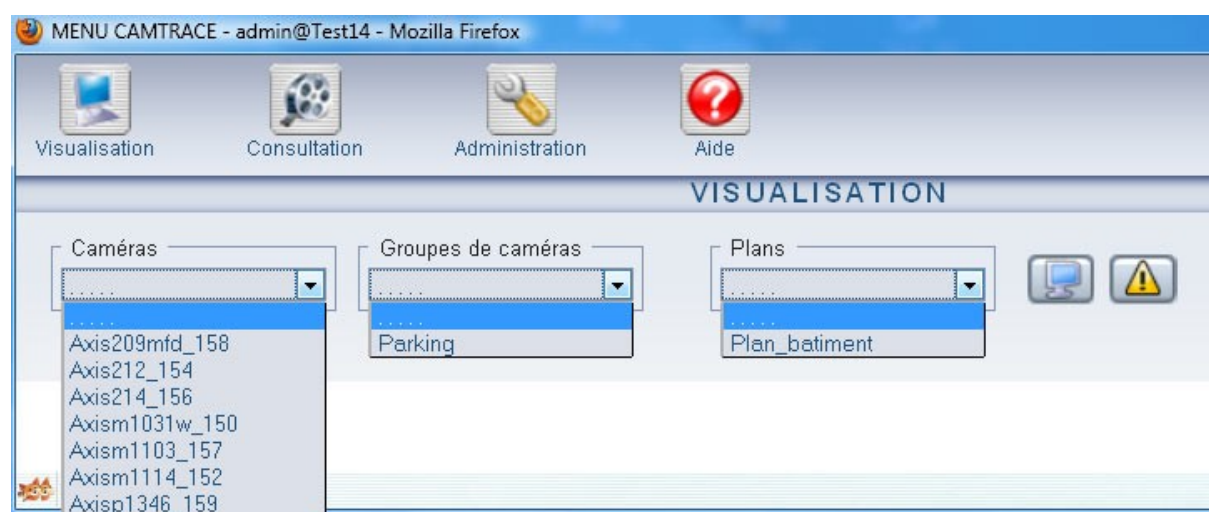 MENU CAMTRACE - admin@Test14 - Mozilla Firefox
Visualisation Consultation Administration Aide
VISUALISATION
Caméras Groupes de caméras Plans
..... ..... .....
..... ..... .....
Axis209mfd_158 Parking Plan_batiment
Axis212_154
Axis214_156
Axism1031w_150
Axism1103_157
Axism1114_152
Axisp1346_159